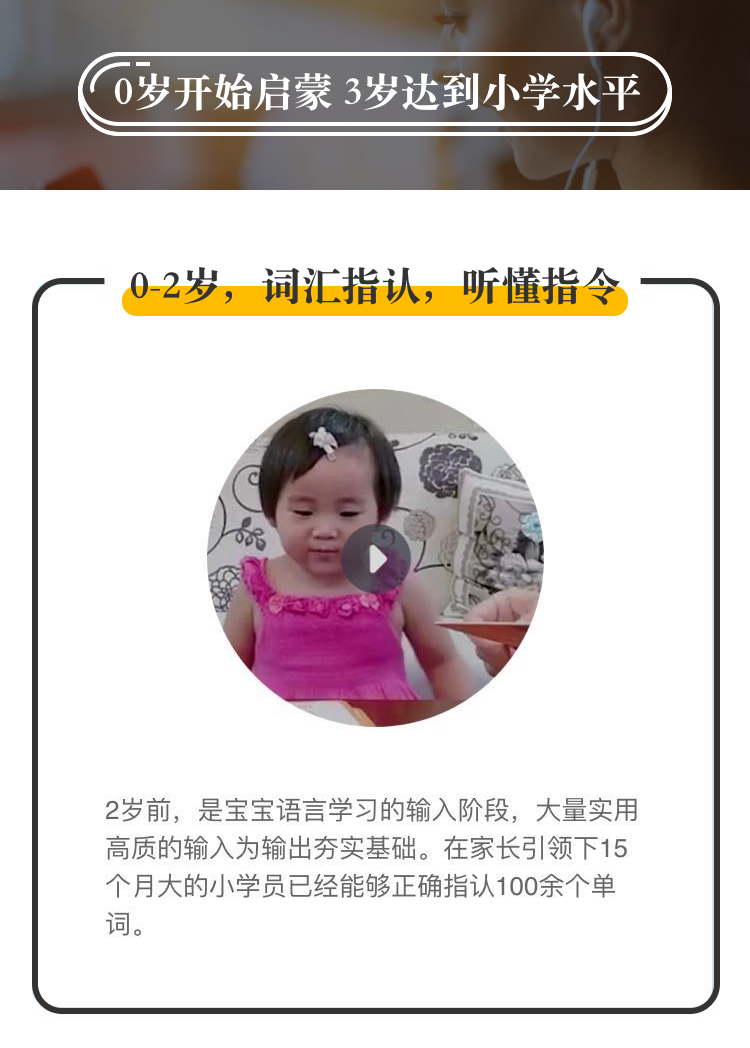 0岁开始启蒙 3岁达到小学水平
0-2岁，词汇指认，听懂指令
2岁前，是宝宝语言学习的输入阶段，大量实用
高质的输入为输出夯实基础。在家长引领下15
个月大的小学员已经能够正确指认100余个单
词。